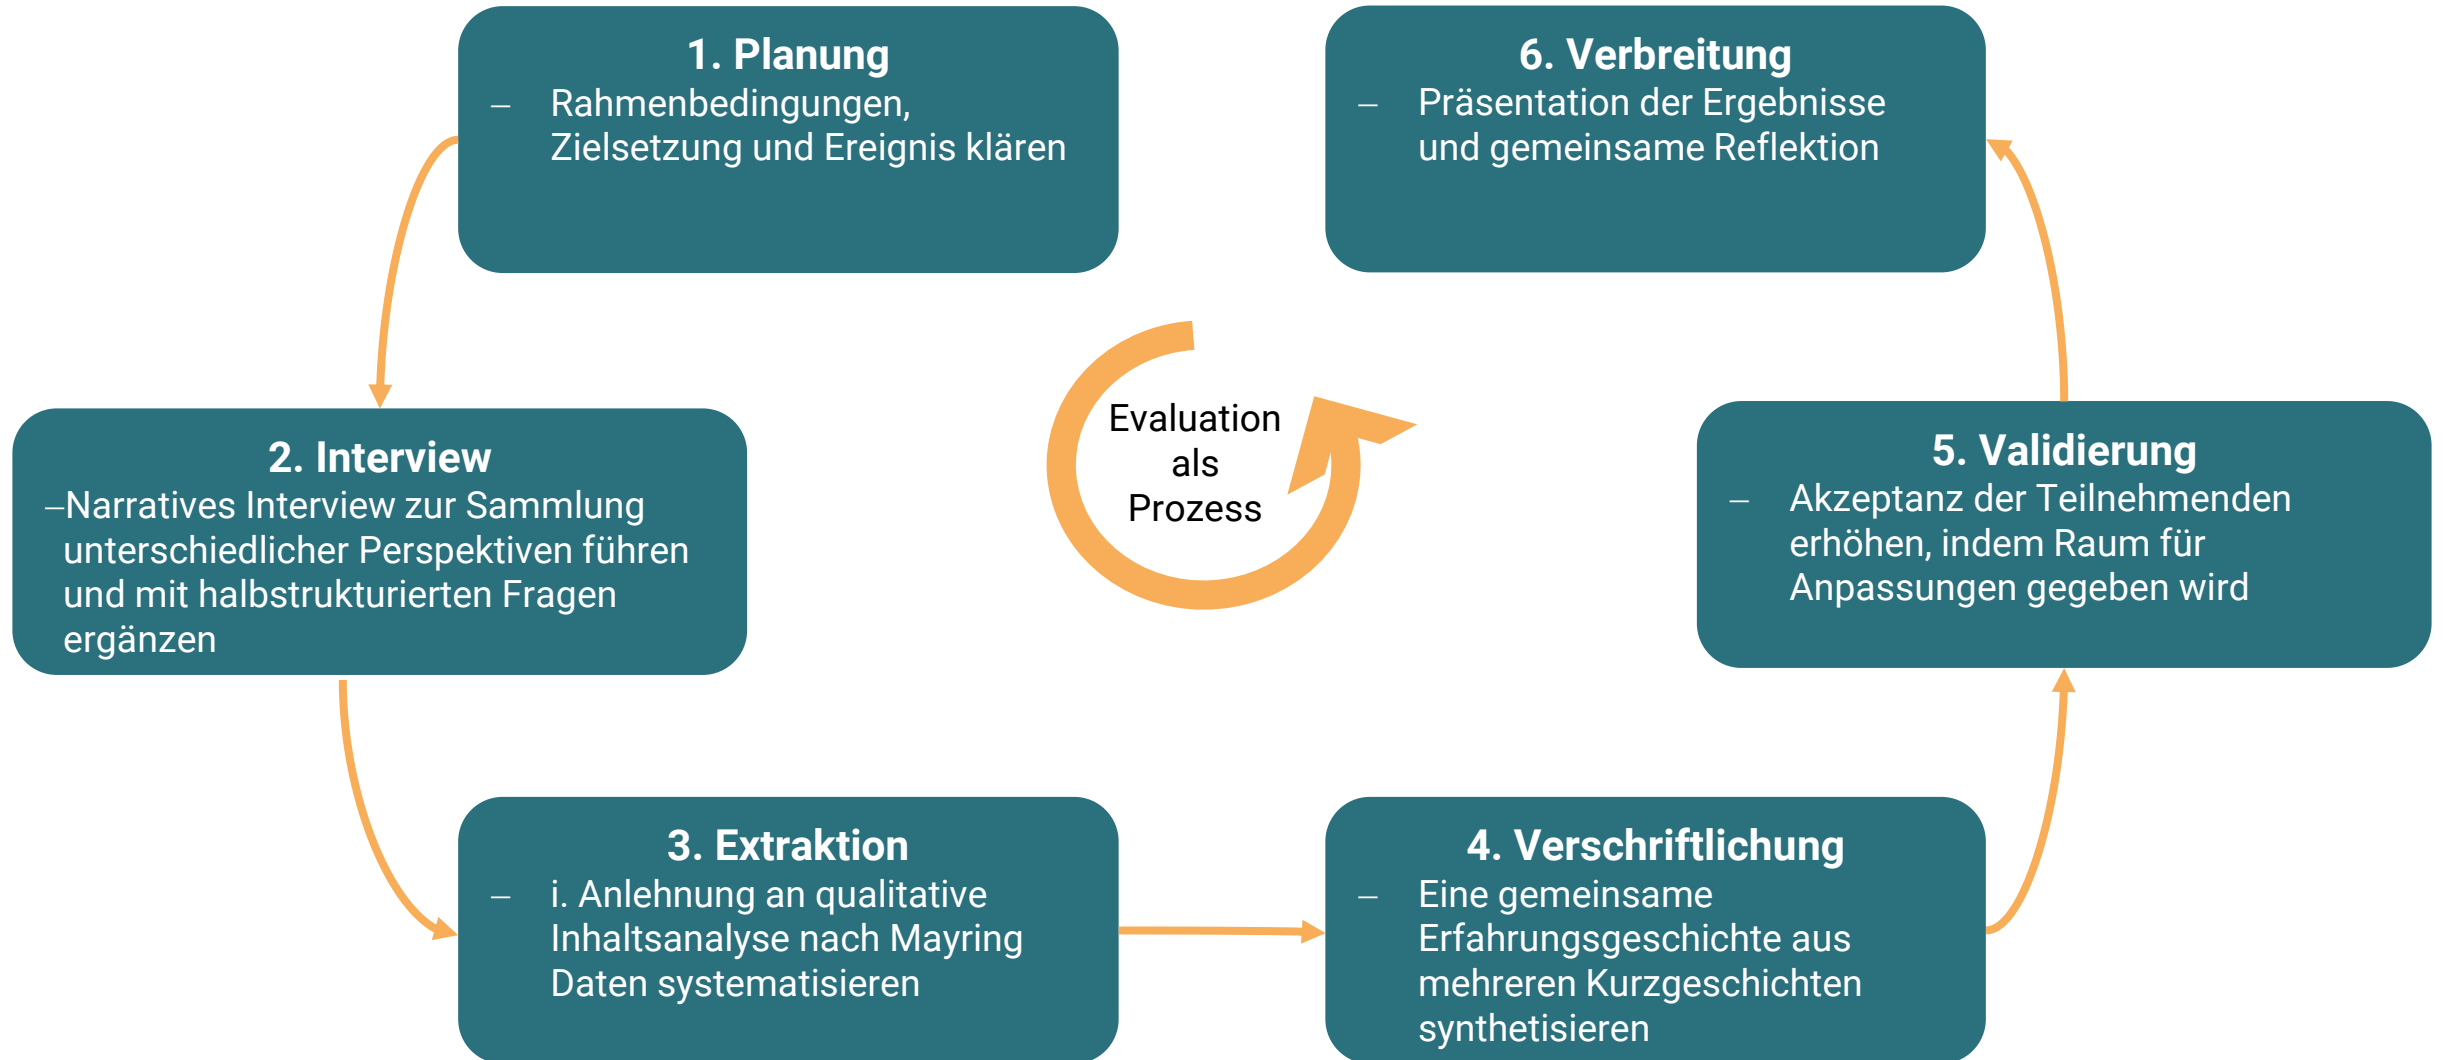 1. Planung
– Rahmenbedingungen,
Zielsetzung und Ereignis klären
2. Interview
–Narratives Interview zur Sammlung
unterschiedlicher Perspektiven führen
und mit halbstrukturierten Fragen
ergänzen
3. Extraktion
– i. Anlehnung an qualitative
Inhaltsanalyse nach Mayring
Daten systematisieren
4. Verschriftlichung
– Eine gemeinsame
Erfahrungsgeschichte aus
mehreren Kurzgeschichten
synthetisieren
5. Validierung
– Akzeptanz der Teilnehmenden
erhöhen, indem Raum für
Anpassungen gegeben wird
6. Verbreitung
– Präsentation der Ergebnisse
und gemeinsame Reflektion
Evaluation
als
Prozess